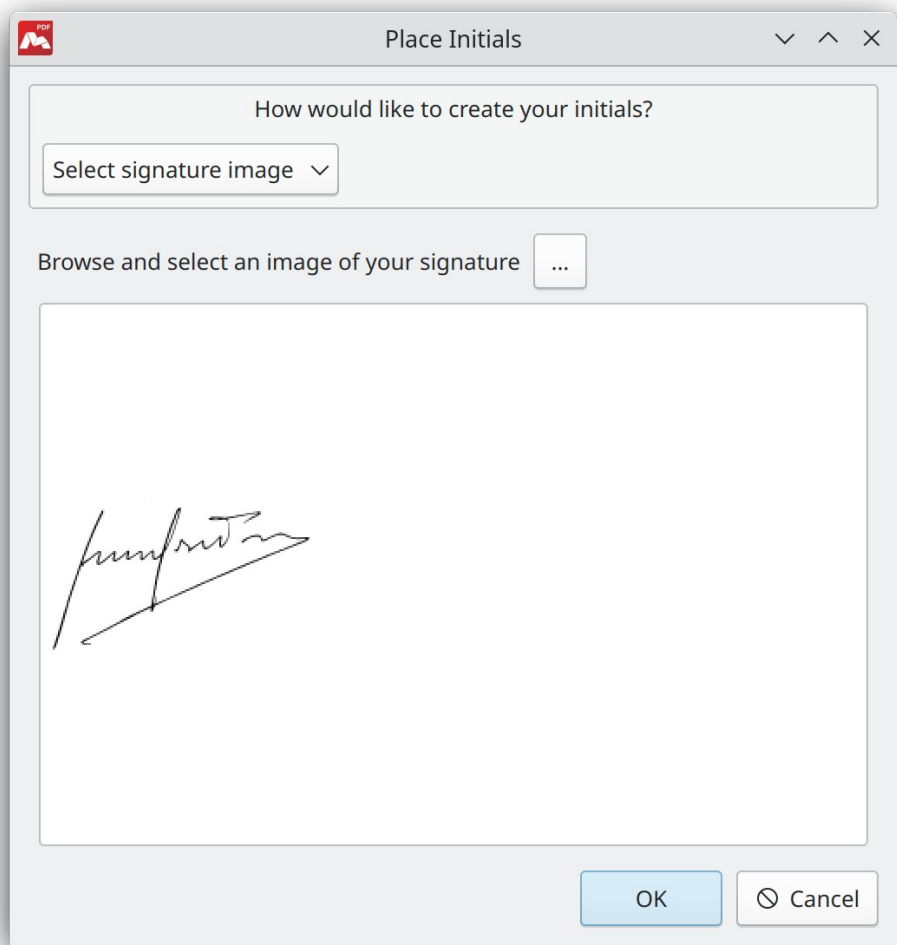 PDF
Place Initials
How would like to create your initials?
Select signature image
Browse and select an image of your signature ...
OK
Cancel